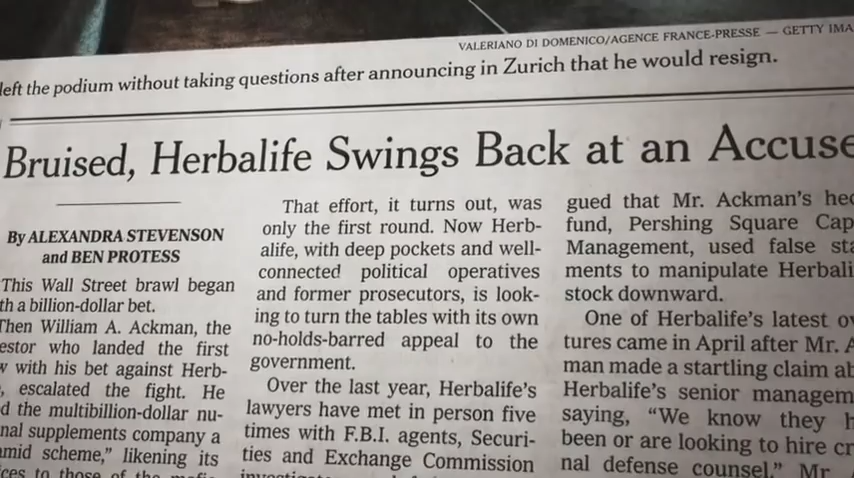 VALERIANO DI DOMENICO/AGENCE FRANCE-PRESSE — GETTY IMA
left the podium without taking questions after announcing in Zurich that he would resign.
Bruised, Herbalife Swings Back at an Accuse
By ALEXANDRA STEVENSON
and BEN PROTESS
This Wall Street brawl began
th a billion-dollar bet.
Then William A. Ackman, the
estor who landed the first
w with his bet against Herb-
, escalated the fight. He
d the multibillion-dollar nu-
nal supplements company a
amid scheme," likening its
ices to those of the
That effort, it turns out, was
only the first round. Now Herb-
alife, with deep pockets and well-
connected political operatives
and former prosecutors, is look-
ing to turn the tables with its own
no-holds-barred appeal to the
government.
Over the last year, Herbalife's
lawyers have met in person five
times with F.B.I. agents, Securi-
ties and Exchange Commission
gued that Mr. Ackman's hed
fund, Pershing Square Cap
Management, used false sta
ments to manipulate Herbali
stock downward.
One of Herbalife's latest ov
tures came in April after Mr. A
man made a startling claim ab
Herbalife's senior managem
saying, "We know they h
been or are looking to hire cr
nal defense counsel." Mr.